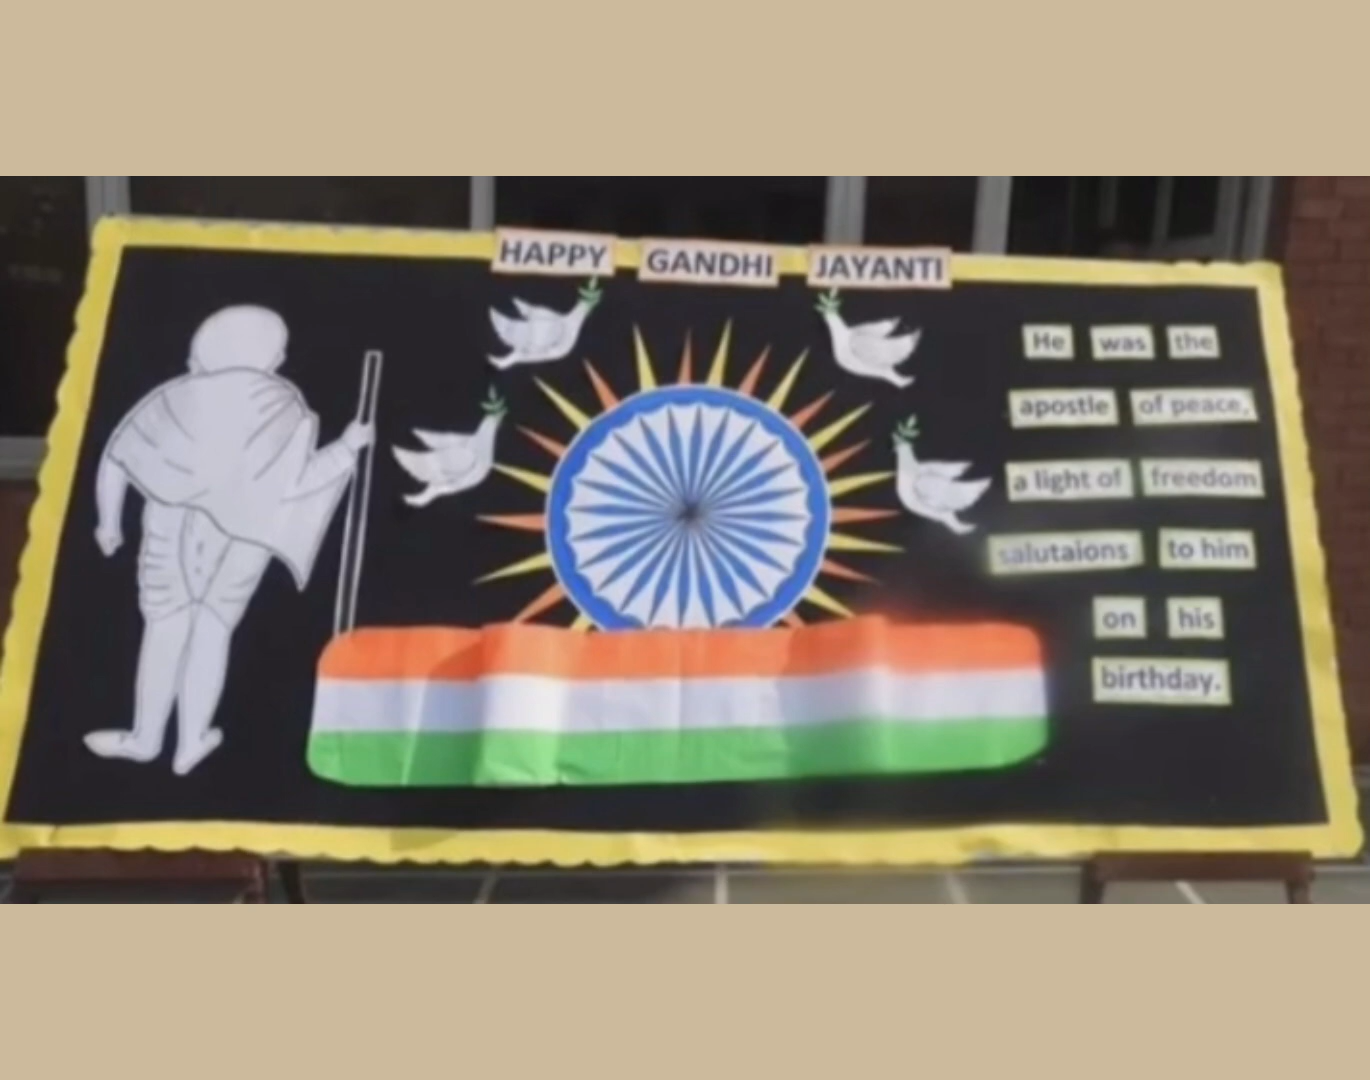 HAPPY GANDHI JAYANTI
He was the
apostle of peace,
a light of freedom
salutaions to him
on his
birthday.